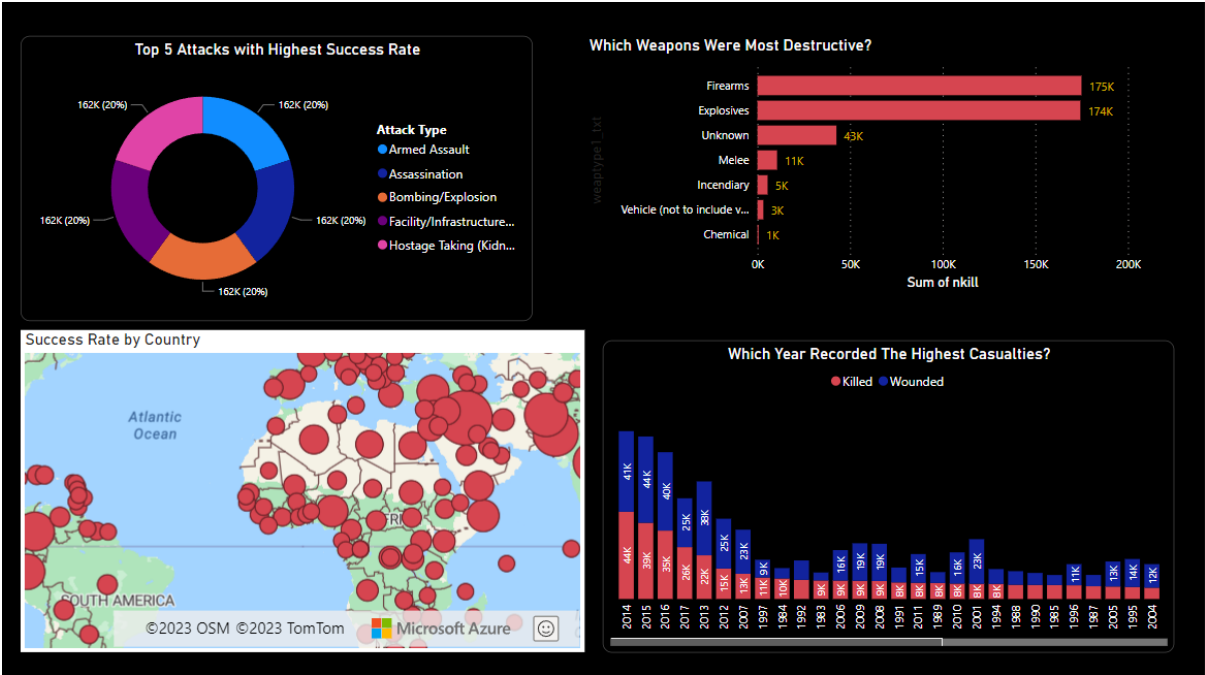 Top 5 Attacks with Highest Success Rate
162K (20%)
162K (20%)
162K (20%)
162K (20%)
162K (20%)
Attack Type
Armed Assault
Assassination
Bombing/Explosion
Facility/Infrastructure...
Hostage Taking (Kidn...
Which Weapons Were Most Destructive?
weaptype1_txt
Firearms
175K
Explosives
174K
Unknown
43K
Melee
11K
Incendiary
5K
Vehicle (not to include v...
3K
Chemical
1K
0K 50K 100K 150K 200K
Sum of nkill
Success Rate by Country
Atlantic
Ocean
SOUTH AMERICA
©2023 OSM ©2023 TomTom Microsoft Azure
Which Year Recorded The Highest Casualties?
Killed Wounded
41K 44K 40K 25K 38K 25K 23K 9K 16K 19K 19K 15K 16K 23K 11K 13K 14K 12K
44K 39K 35K 26K 22K 15K 13K 11K 10K 9K 9K 9K 9K 8K 8K 8K 8K 8K 8K
2014 2015 2016 2017 2013 2012 2007 1997 1984 1992 1983 2006 2009 2008 1991 2011 1989 2010 2001 1994 1988 1990 1985 1996 1987 2005 1995 2004